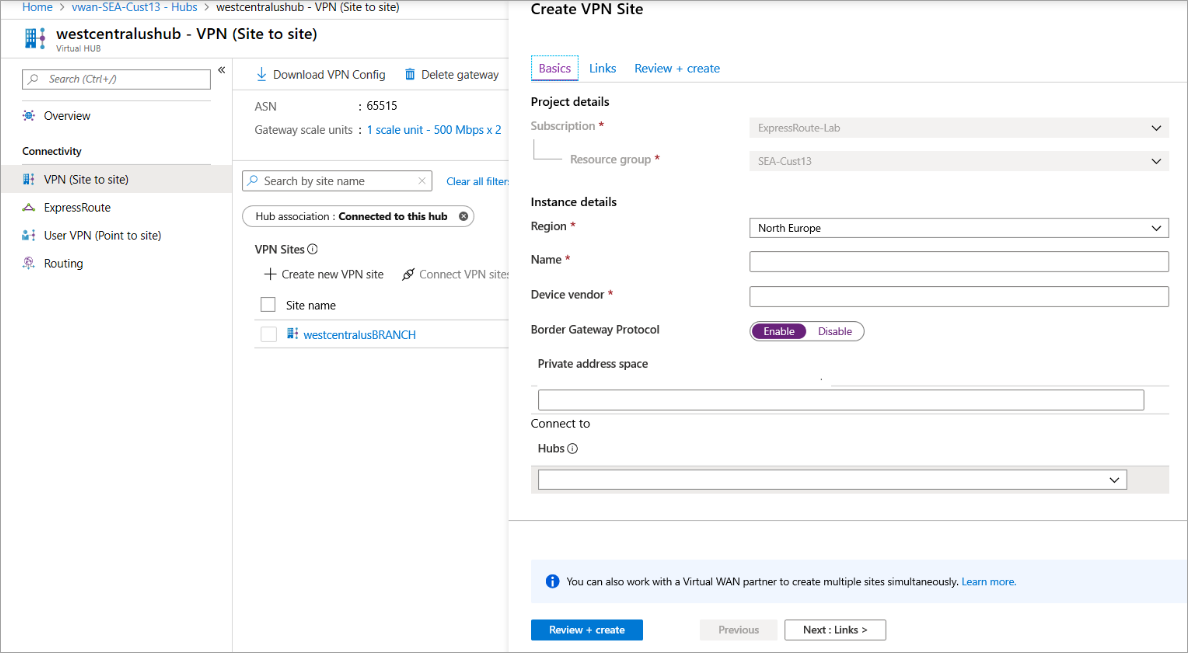 Home > vwan-SEA-Cust13 - Hubs > westcentralushub - VPN (Site to site)
westcentralushub - VPN (Site to site)
Virtual HUB
Search (Ctrl+/)
«
Overview
Connectivity
VPN (Site to site)
ExpressRoute
User VPN (Point to site)
Routing
Download VPN Config
Delete gateway
ASN : 65515
Gateway scale units : 1 scale unit - 500 Mbps x 2
Search by site name
Clear all filters
Hub association : Connected to this hub
VPN Sites
Create new VPN site
Connect VPN sites
Site name
westcentralusBRANCH
Create VPN Site
Basics Links Review + create
Project details
Subscription * ExpressRoute-Lab
Resource group * SEA-Cust13
Instance details
Region * North Europe
Name *
Device vendor *
Border Gateway Protocol Enable Disable
Private address space
Connect to
Hubs
You can also work with a Virtual WAN partner to create multiple sites simultaneously. Learn more.
Review + create Previous Next : Links >